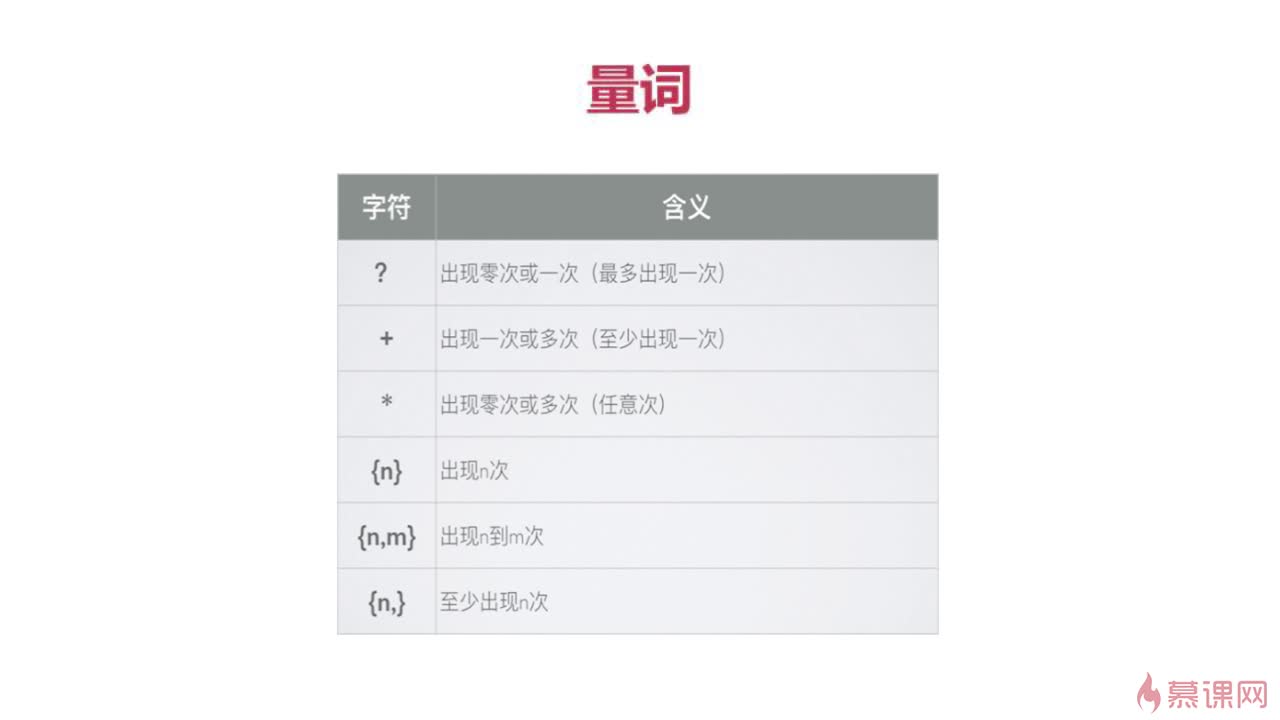 量词
字符 含义
? 出现零次或一次（最多出现一次）
+ 出现一次或多次（至少出现一次）
* 出现零次或多次（任意次）
{n} 出现n次
{n,m} 出现n到m次
{n,} 至少出现n次
慕课网